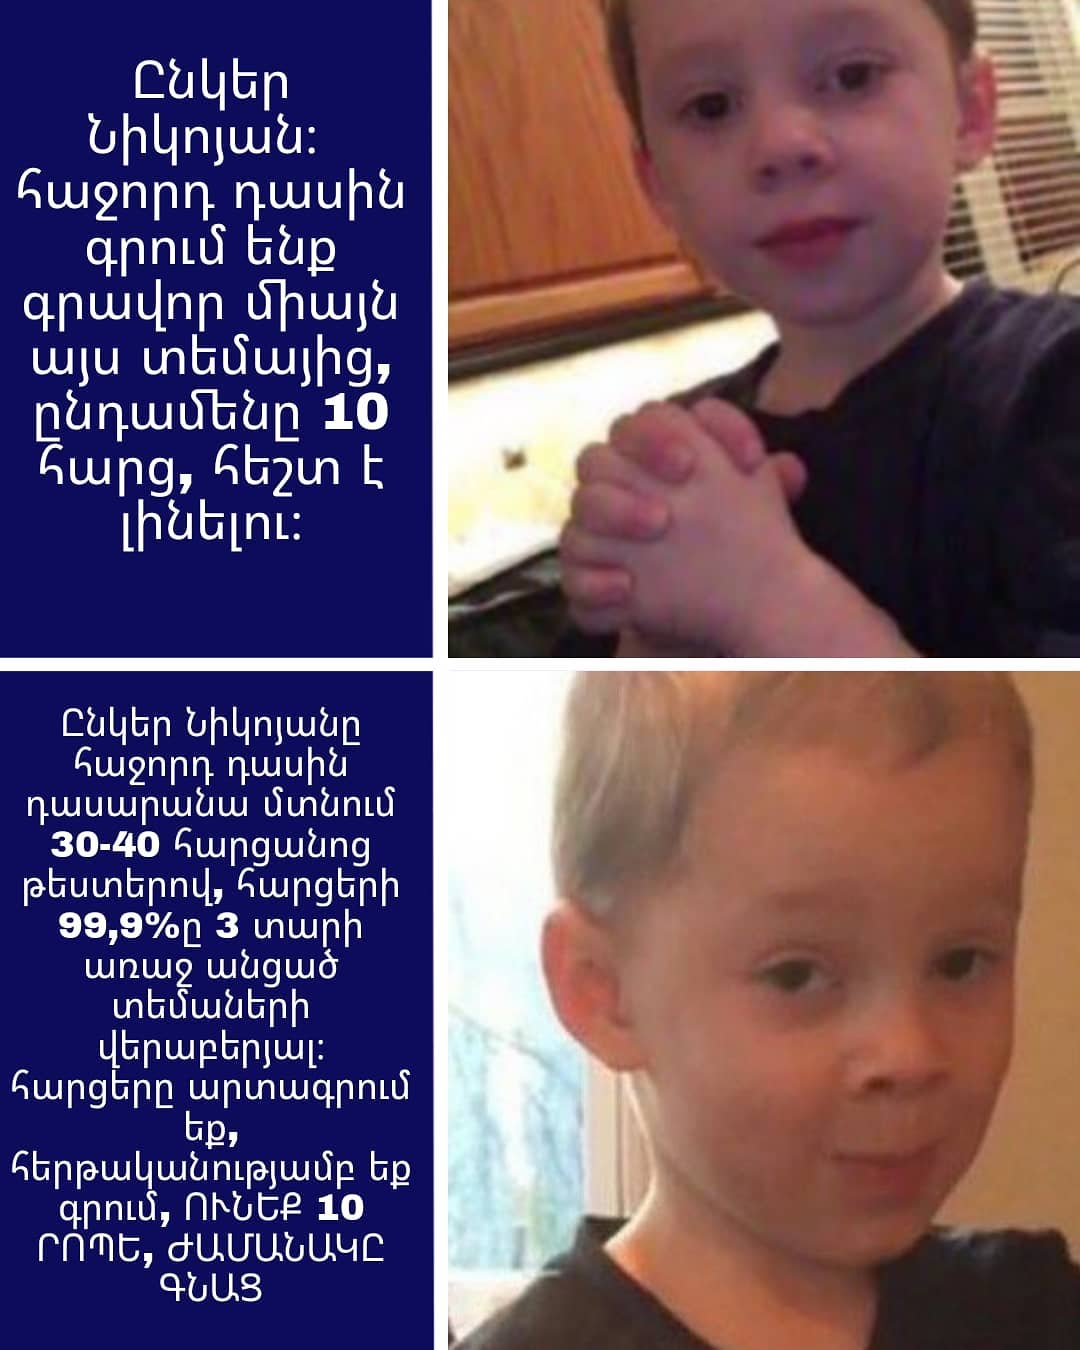 Ընկեր
Նիկոյան։
հաջորդ դասին
գրում ենք
գրավոր միայն
այս տեմայից,
ընդամենը 10
հարց, հեշտ է
լինելու։
Ընկեր Նիկոյանը
հաջորդ դասին
դասարանա մտնում
30-40 հարցանոց
թեստերով, հարցերի
99,9%ը 3 տարի
առաջ անցած
տեմաների
վերաբերյալ։
հարցերը արտագրում
եք,
հերթականությամբ եք
գրում, ՈՒՆԵՔ 10
ՐՈՊԵ, ԺԱՄԱՆԱԿԸ
ԳՆԱՑ